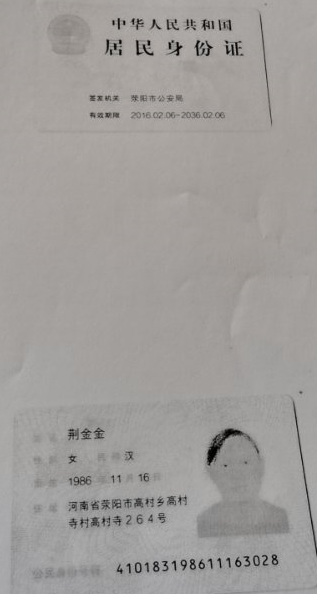 中华人民共和国
居民身份证
签发机关 荥阳市公安局
有效期限 2016.02.06-2036.02.06
荆金金
女 汉
1986 11 16
河南省荥阳市高村乡高村
寺村高村寺264号
410183198611163028